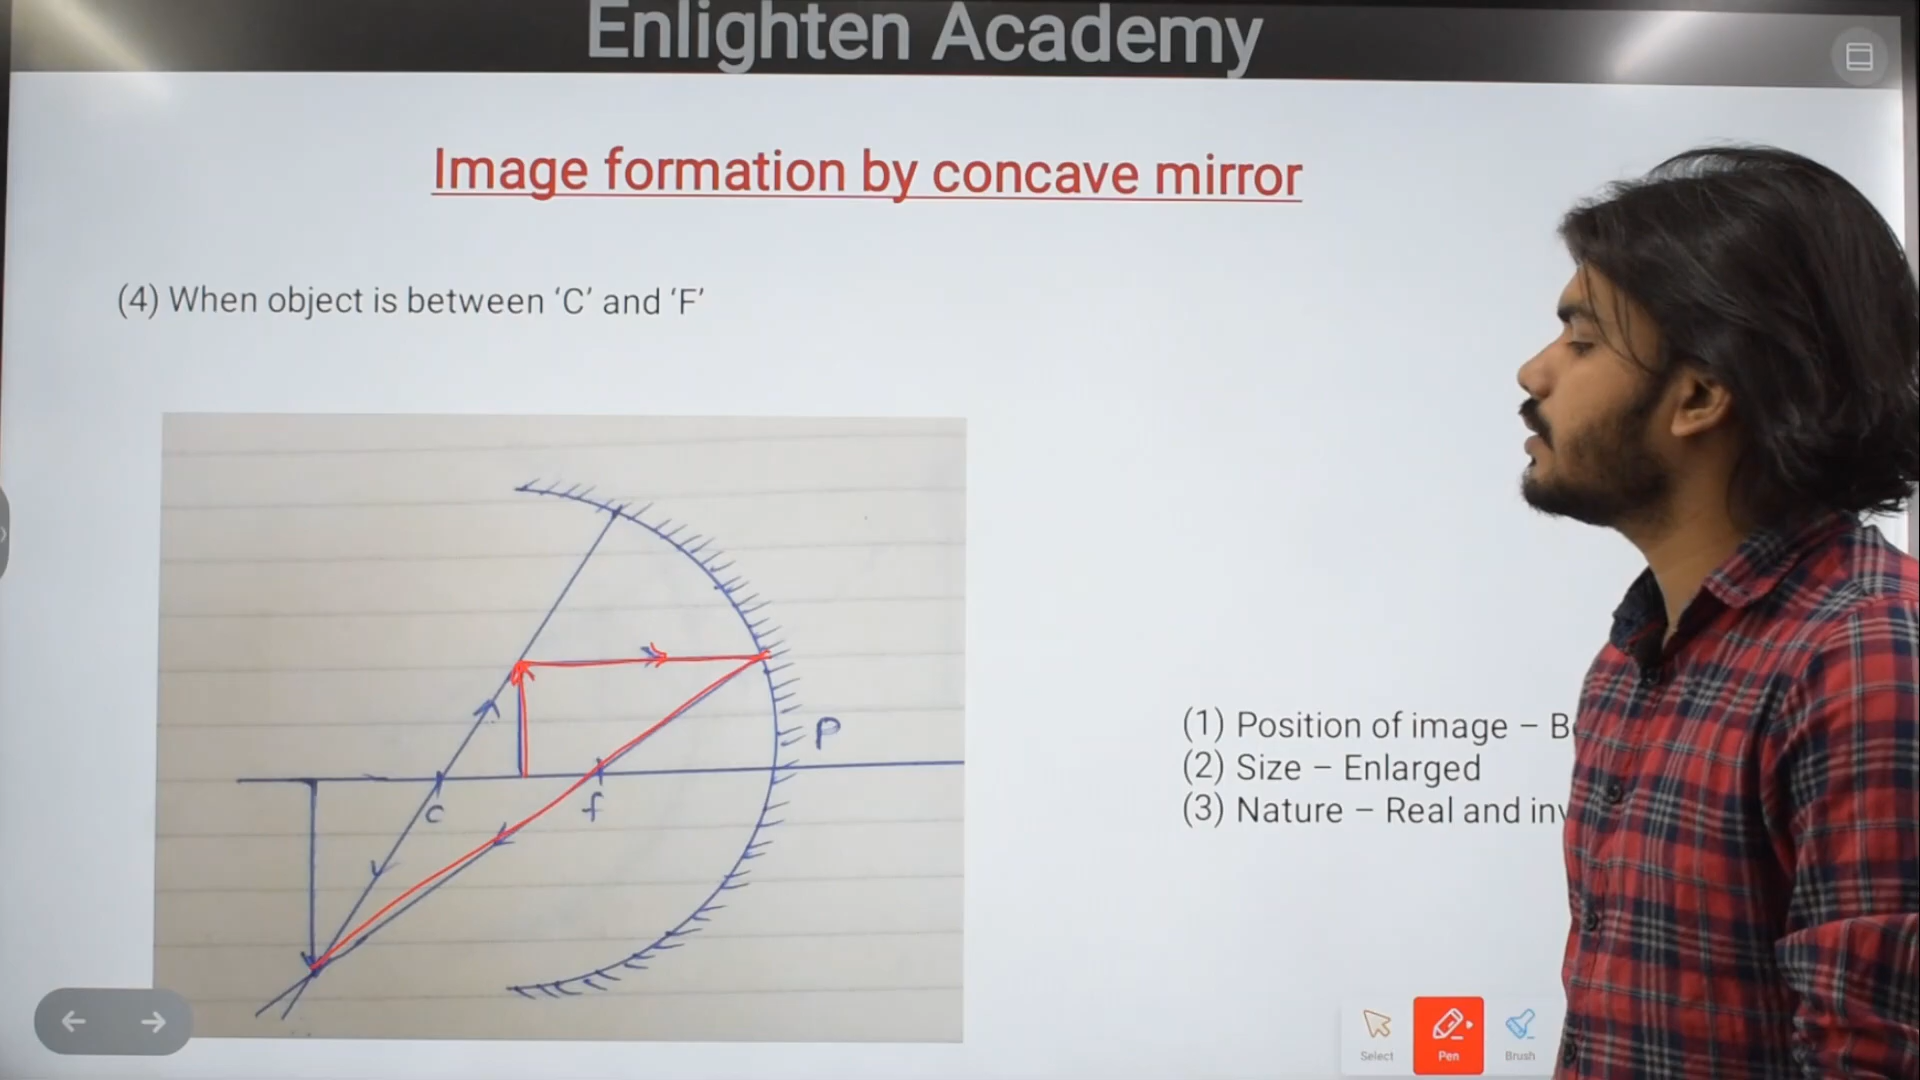 Enlighten Academy
Image formation by concave mirror
(4) When object is between ‘C’ and ‘F’
P
c
f
(1) Position of image –
(2) Size – Enlarged
(3) Nature – Real and
Select
Pen
Brush